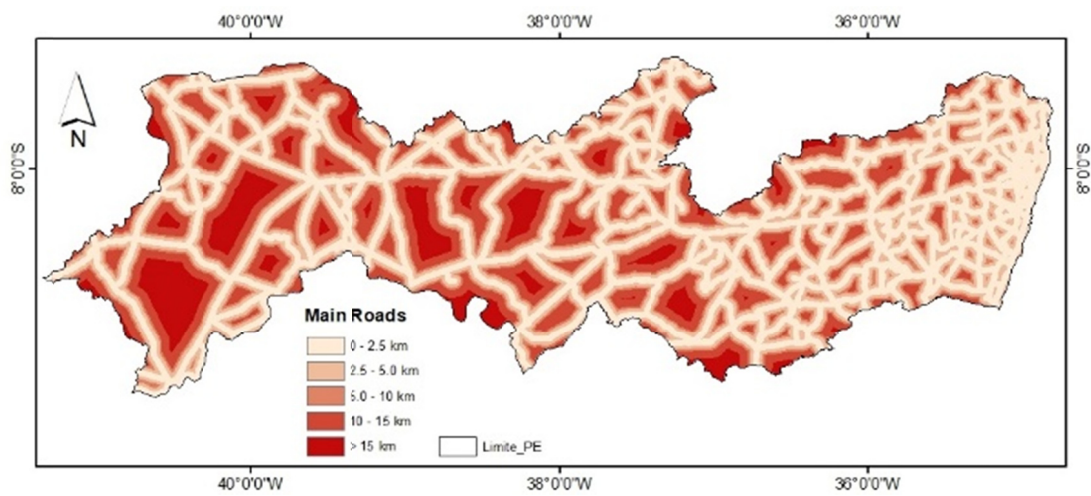 40°0'0"W 38°0'0"W 36°0'0"W
N
8°0'0"S
8°0'0"S
Main Roads
0 - 2.5 km
2.5 - 5.0 km
5.0 - 10 km
10 - 15 km
> 15 km
Limite_PE
40°0'0"W 38°0'0"W 36°0'0"W